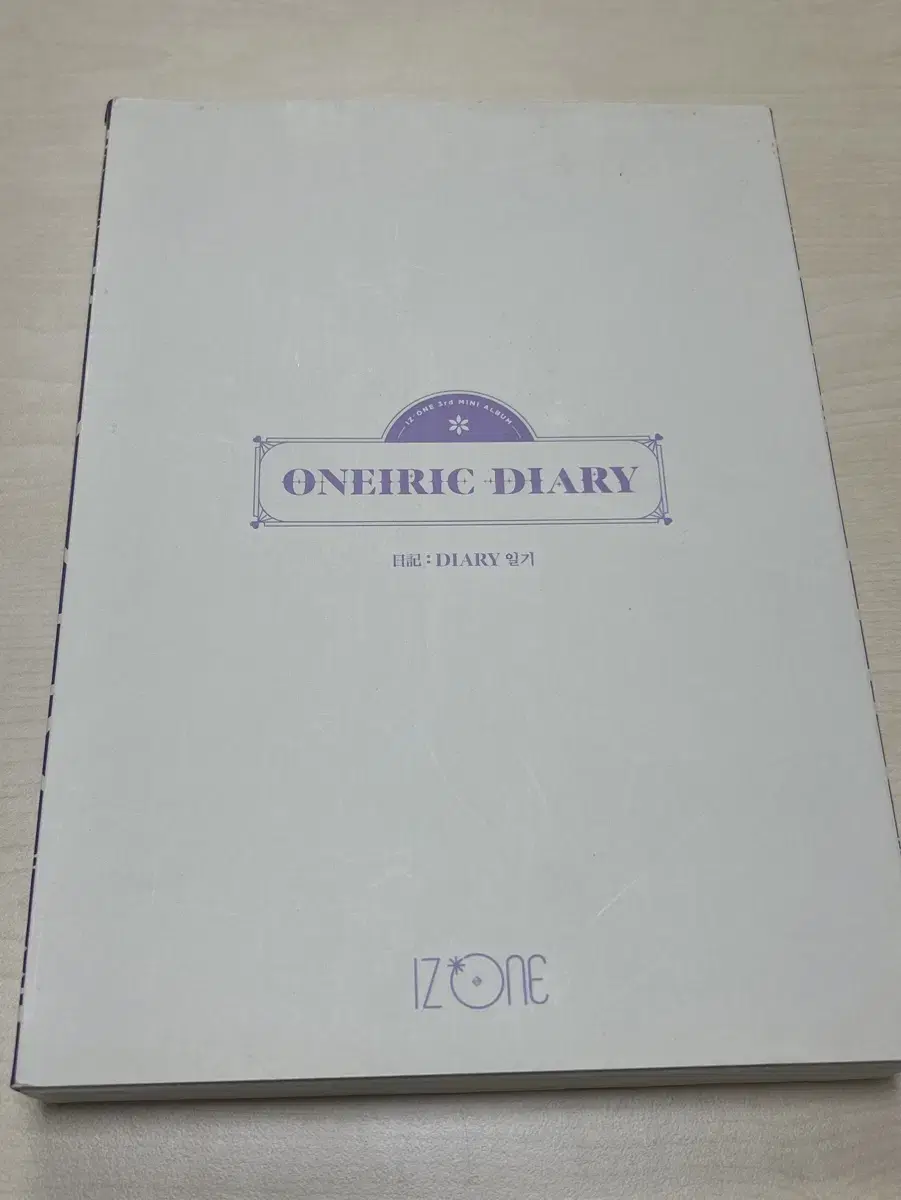 IZ*ONE 3rd MINI ALBUM
ONEIRIC DIARY
日記 : DIARY 일기
IZ*ONE